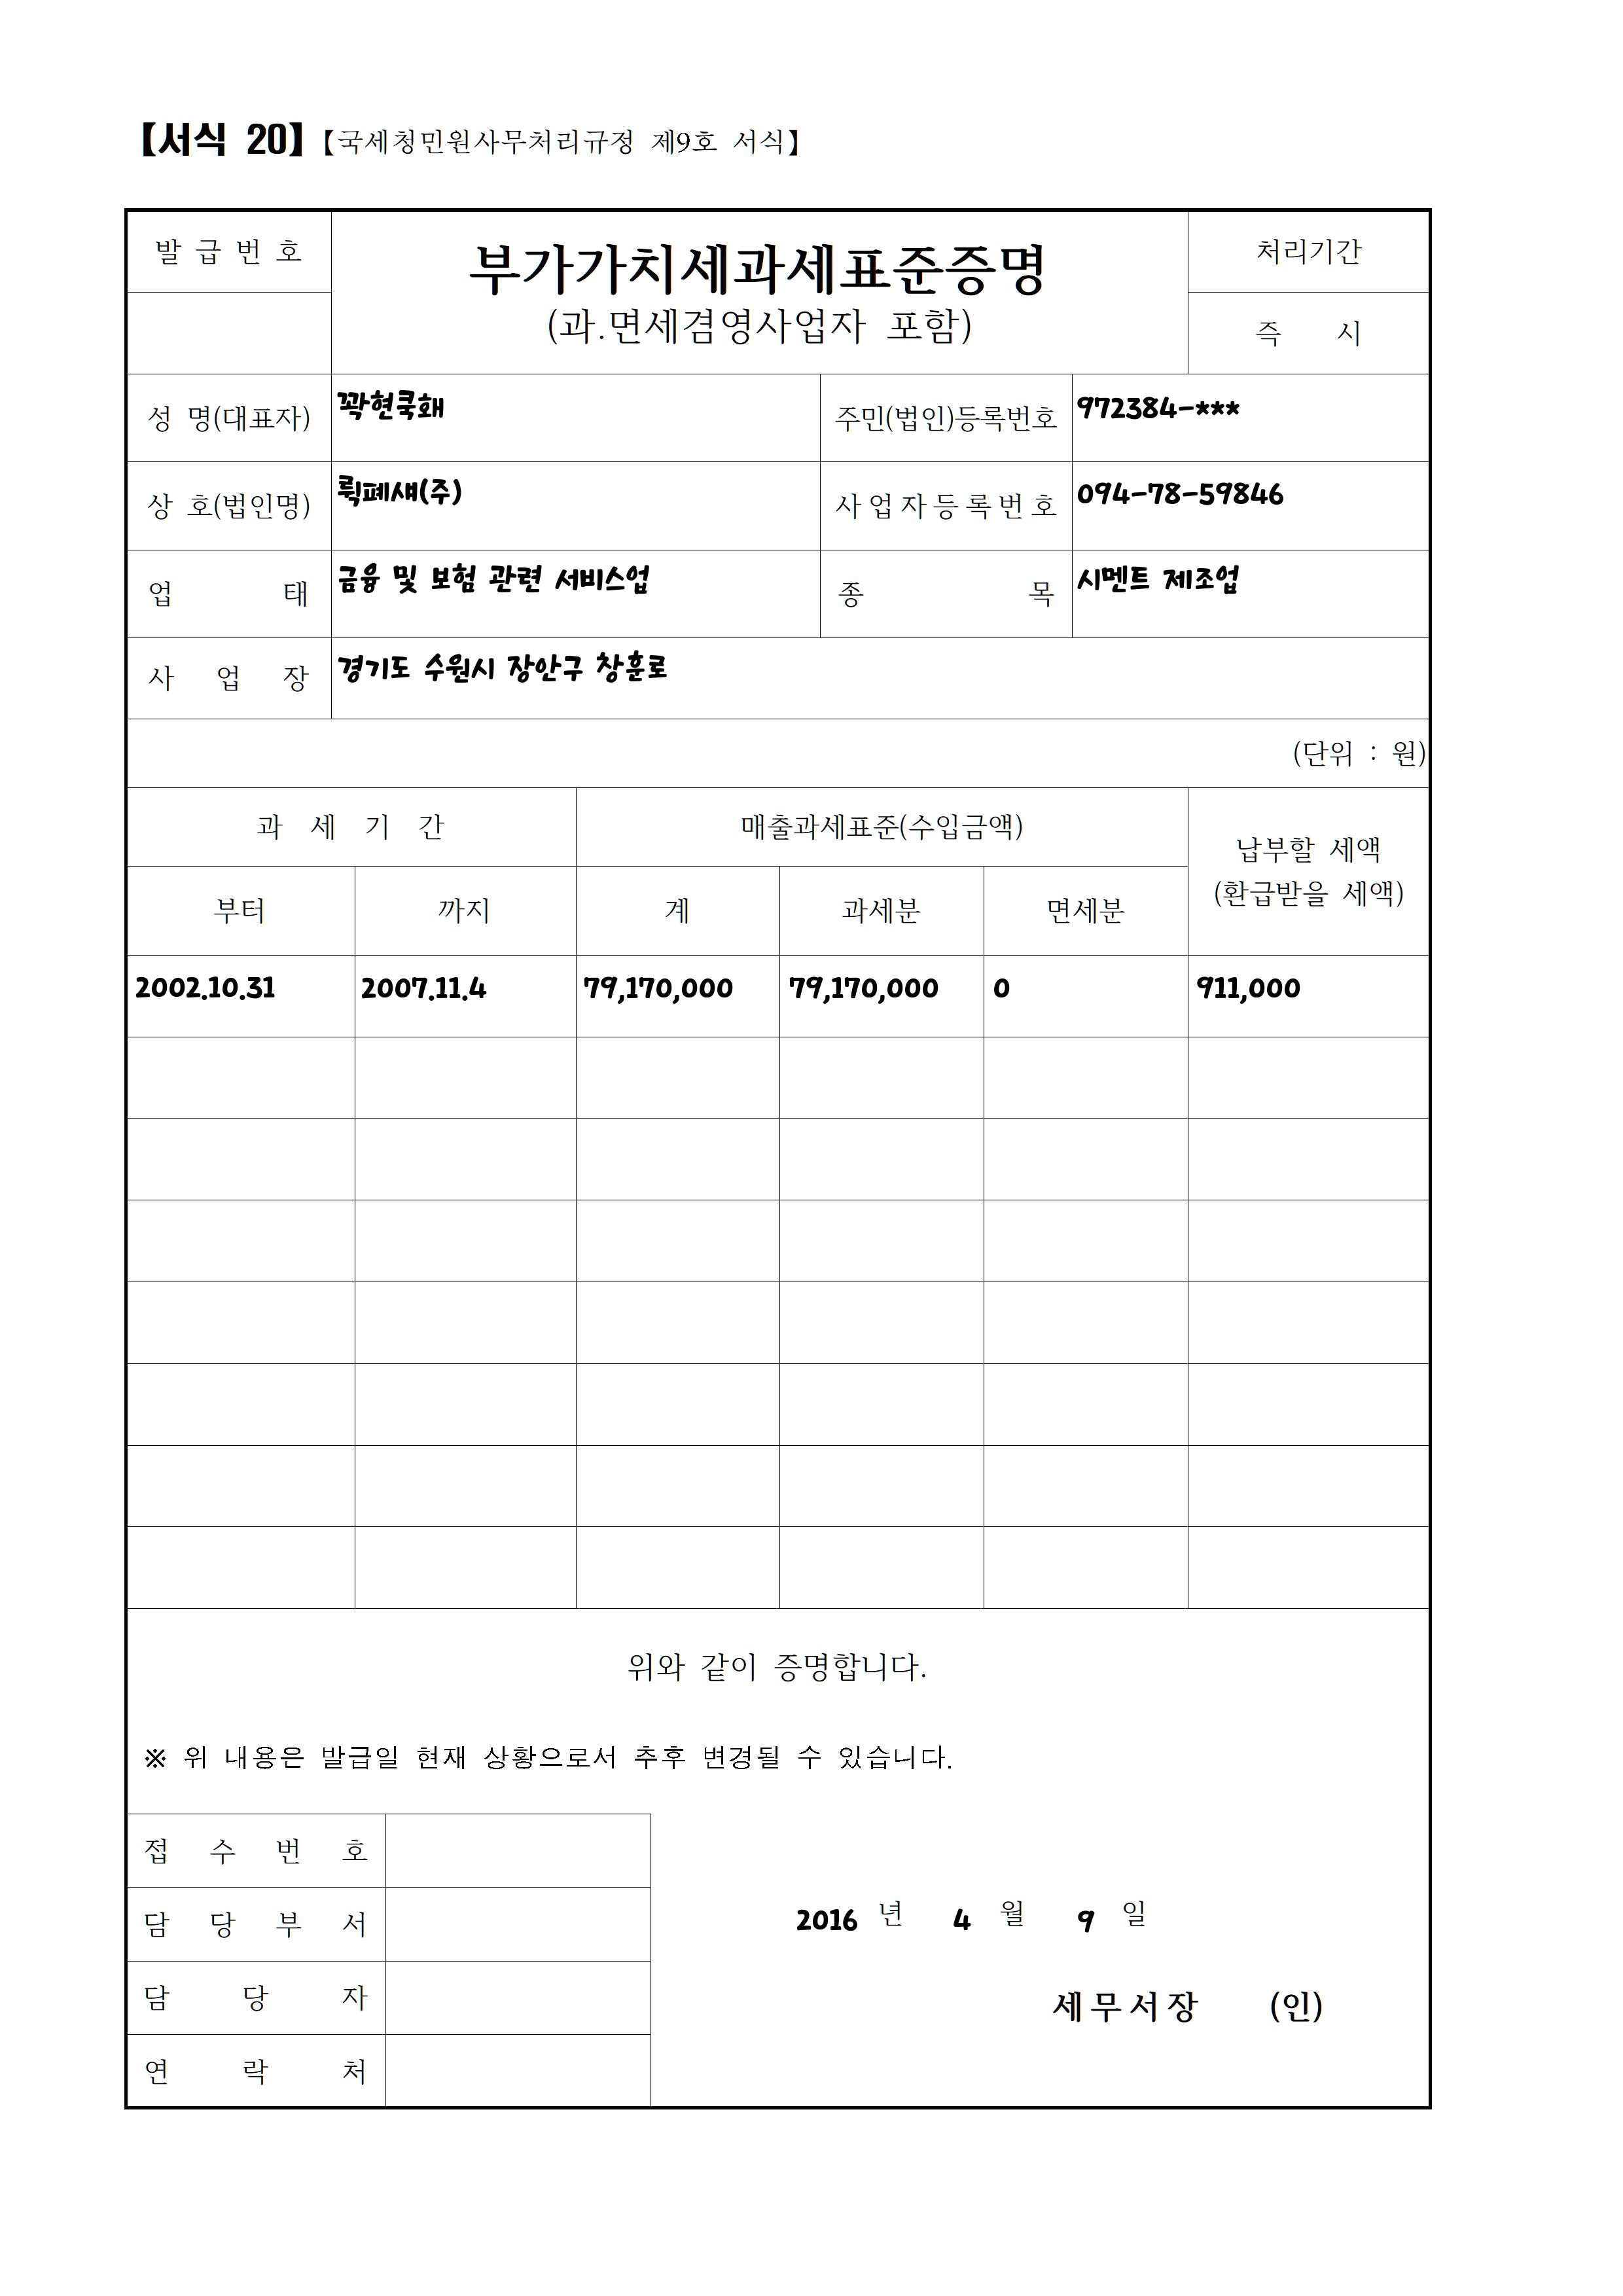 【서식 20】【국세청민원사무처리규정 제9호 서식】
발 급 번 호
부가가치세과세표준증명
(과.면세겸영사업자 포함)
처리기간
즉 시
성 명(대표자) 꽉현쿡홰 주민(법인)등록번호 972384-***
상 호(법인명) 뤽폐섀(주) 사업자등록번호 094-78-59846
업 태 금융 및 보험 관련 서비스업 종 목 시멘트 제조업
사 업 장 경기도 수원시 장안구 창훈로
(단위 : 원)
과 세 기 간 매출과세표준(수입금액) 납부할 세액
(환급받을 세액)
부터 까지 계 과세분 면세분
2002.10.31 2007.11.4 79,170,000 79,170,000 0 911,000
위와 같이 증명합니다.
※ 위 내용은 발급일 현재 상황으로서 추후 변경될 수 있습니다.
접 수 번 호
담 당 부 서
담 당 자
연 락 처
2016 년 4 월 9 일
세무서장 (인)